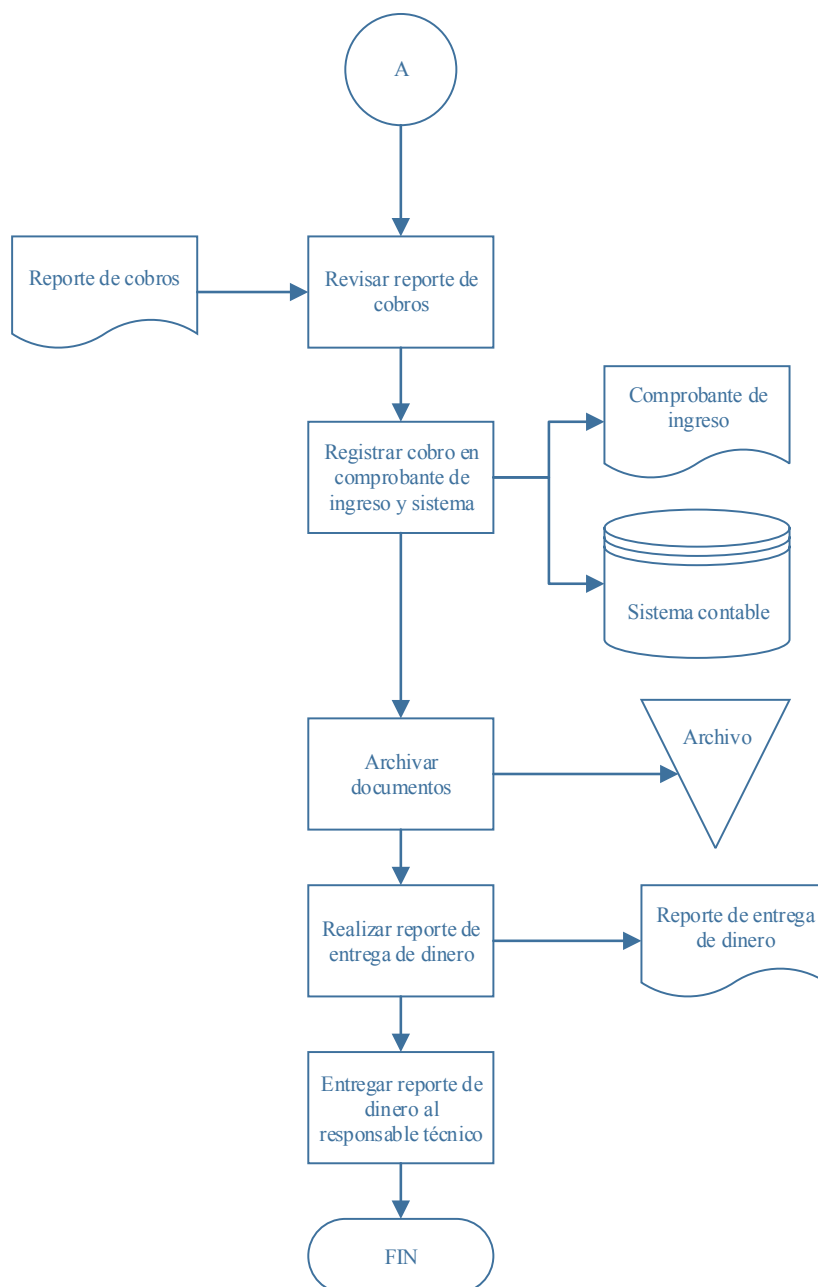 A
Reporte de cobros
Revisar reporte de
cobros
Registrar cobro en
comprobante de
ingreso y sistema
Comprobante de
ingreso
Sistema contable
Archivar
documentos
Archivo
Realizar reporte de
entrega de dinero
Reporte de entrega
de dinero
Entregar reporte de
dinero al
responsable técnico
FIN